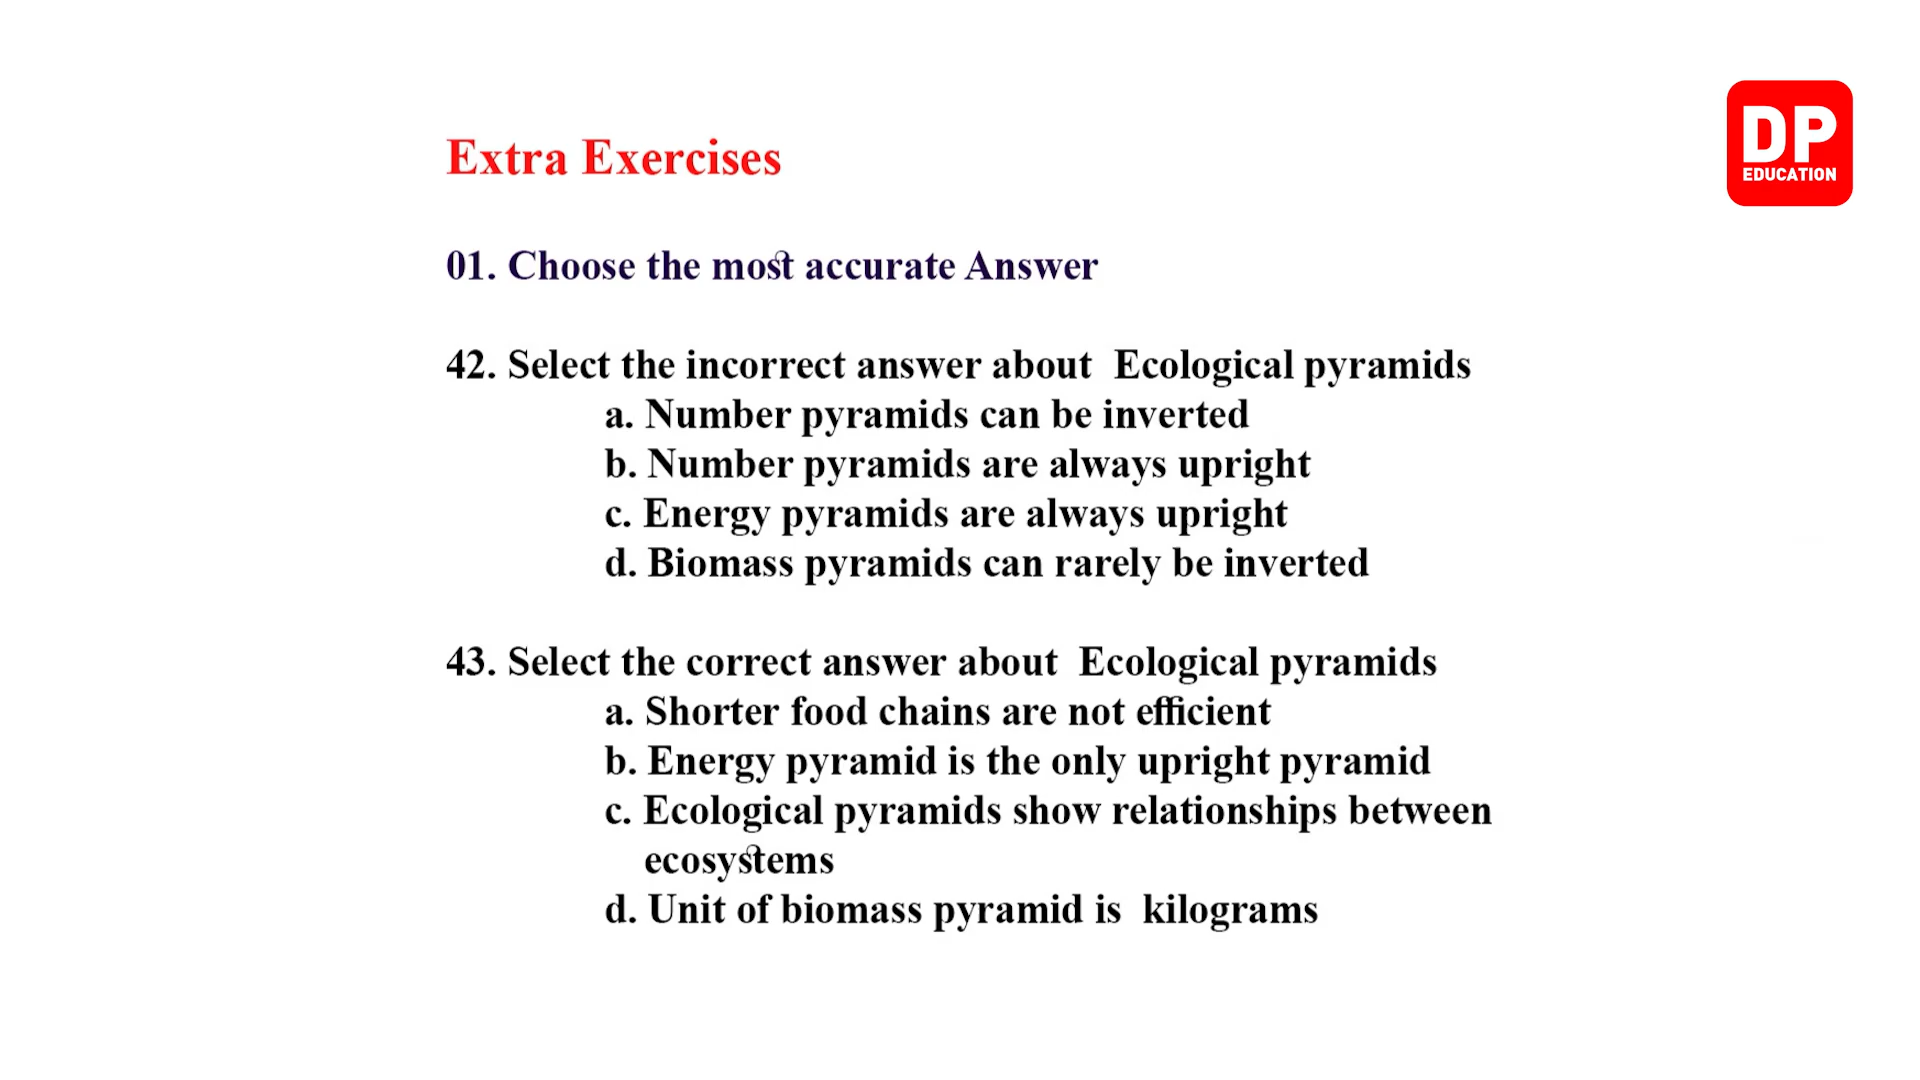 DP
EDUCATION
Extra Exercises
01. Choose the most accurate Answer
42. Select the incorrect answer about Ecological pyramids
a. Number pyramids can be inverted
b. Number pyramids are always upright
c. Energy pyramids are always upright
d. Biomass pyramids can rarely be inverted
43. Select the correct answer about Ecological pyramids
a. Shorter food chains are not efficient
b. Energy pyramid is the only upright pyramid
c. Ecological pyramids show relationships between
ecosystems
d. Unit of biomass pyramid is kilograms